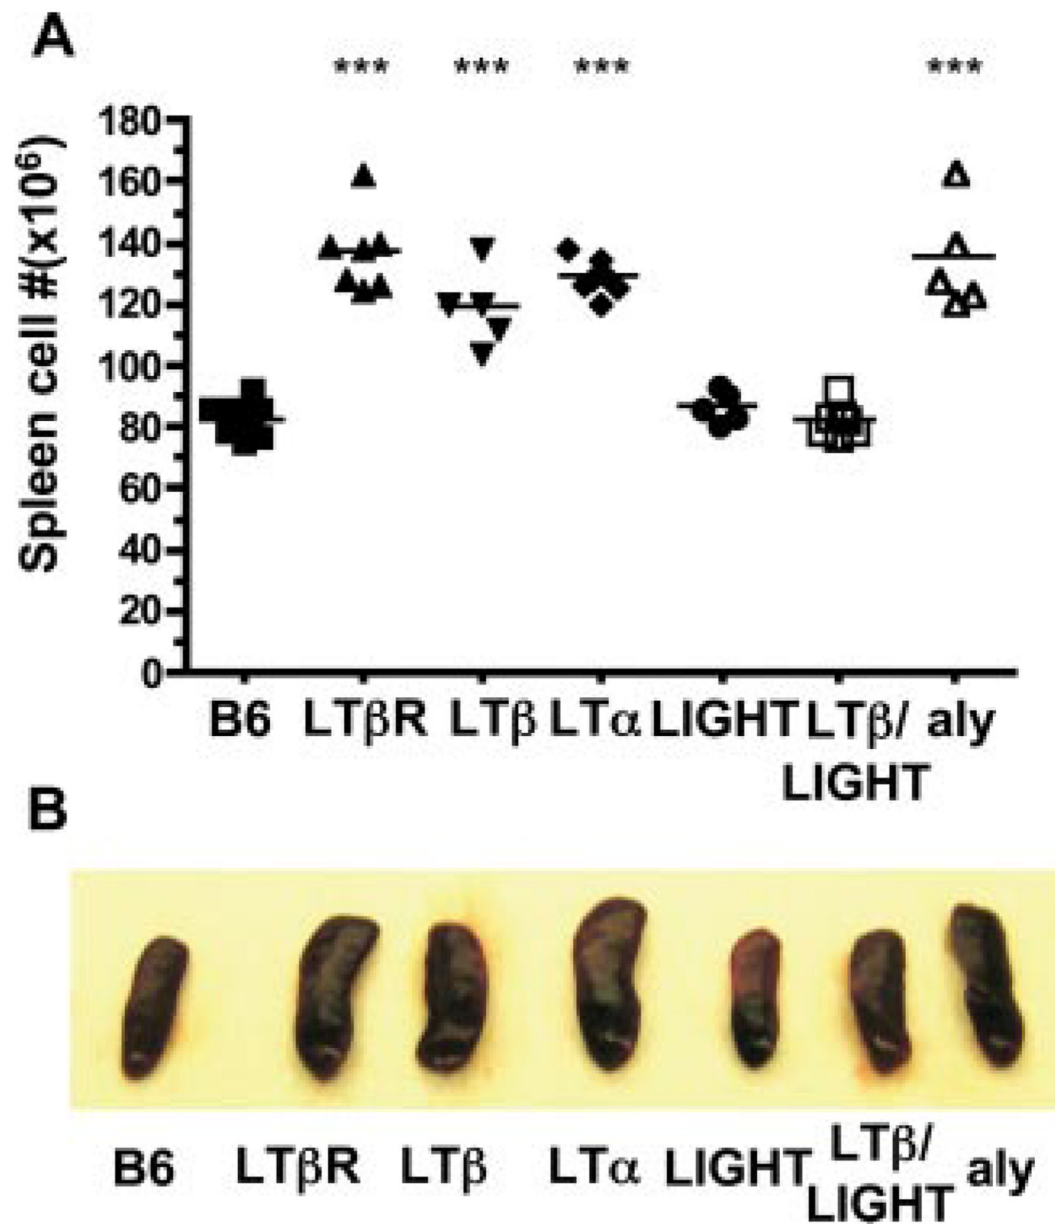 A
*** *** *** ***
Spleen cell #(x10⁶)
180
160
140
120
100
80
60
40
20
0
B6 LTβR LTβ LTα LIGHT LTβ/ aly
LIGHT
B
B6 LTβR LTβ LTα LIGHT LTβ/ aly
LIGHT